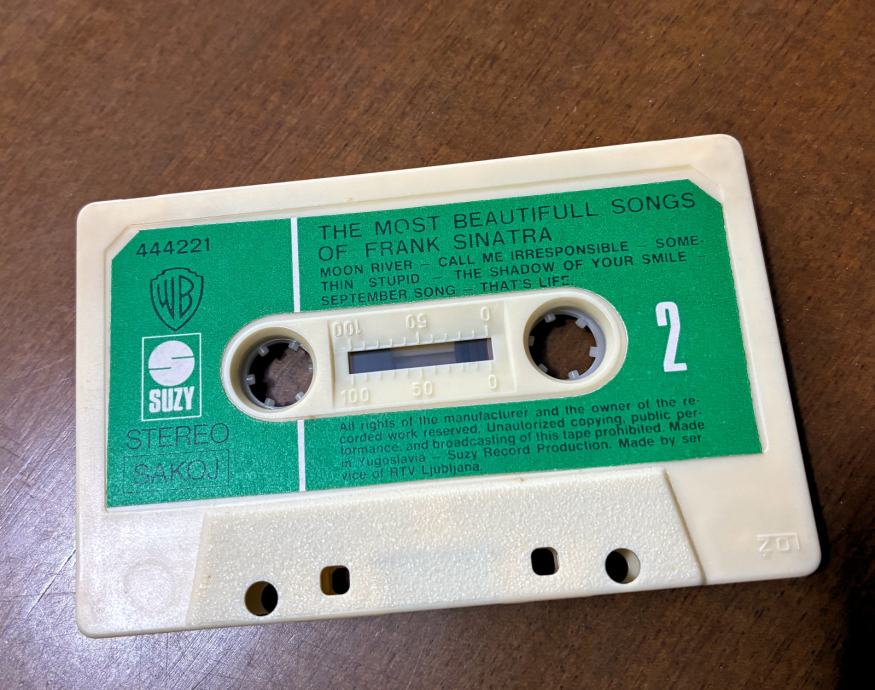 444221
WB
SUZY
STEREO
SAKOJ
THE MOST BEAUTIFULL SONGS
OF FRANK SINATRA
MOON RIVER – CALL ME IRRESPONSIBLE – SOME-
THIN STUPID – THE SHADOW OF YOUR SMILE –
SEPTEMBER SONG – THAT'S LIFE.
100 50 0
100 50 0
2
All rights of the manufacturer and the owner of the re-
corded work reserved. Unautorized copying, public per-
formance, and broadcasting of this tape prohibited. Made
in Yugoslavia – Suzy Record Production. Made by ser-
vice of RTV Ljubljana.